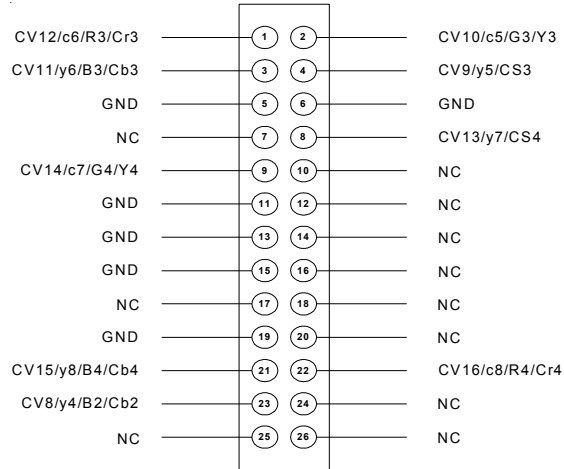 CV12/c6/R3/Cr3 1 2 CV10/c5/G3/Y3
CV11/y6/B3/Cb3 3 4 CV9/y5/CS3
GND 5 6 GND
NC 7 8 CV13/y7/CS4
CV14/c7/G4/Y4 9 10 NC
GND 11 12 NC
GND 13 14 NC
GND 15 16 NC
NC 17 18 NC
GND 19 20 NC
CV15/y8/B4/Cb4 21 22 CV16/c8/R4/Cr4
CV8/y4/B2/Cb2 23 24 NC
NC 25 26 NC